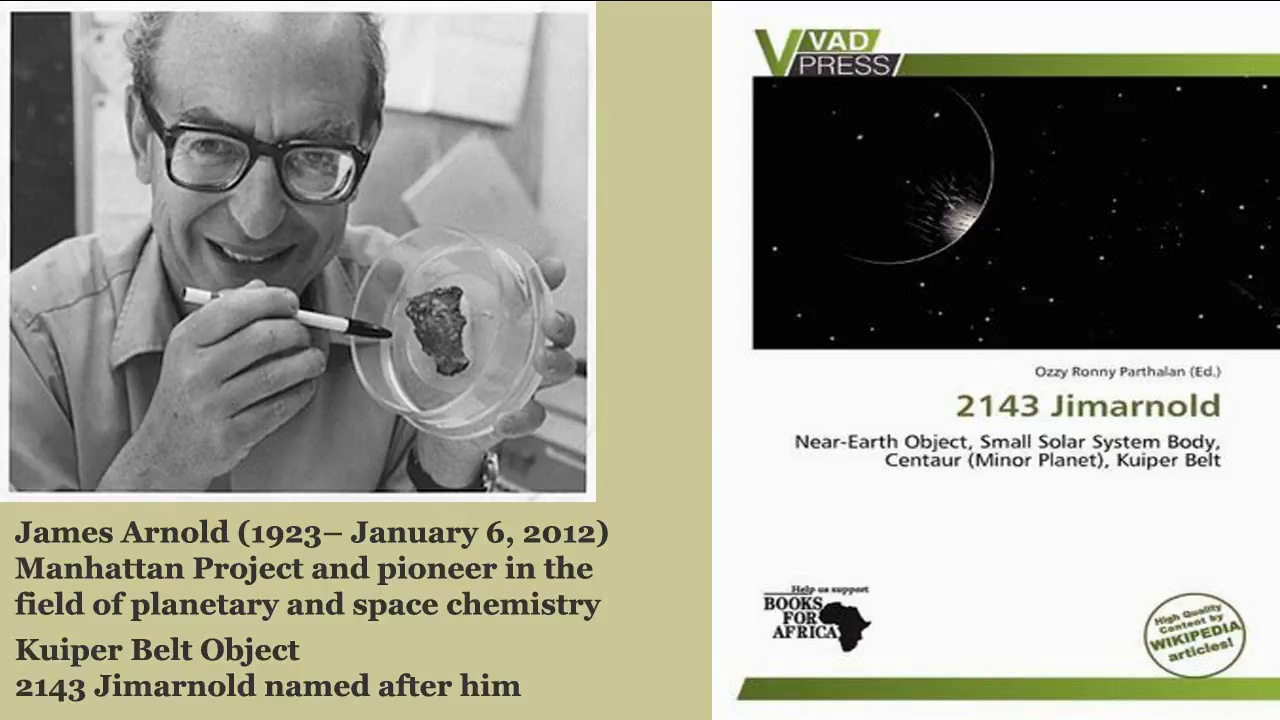 James Arnold (1923– January 6, 2012)
Manhattan Project and pioneer in the
field of planetary and space chemistry
Kuiper Belt Object
2143 Jimarnold named after him
VAD
PRESS
Ozzy Ronny Parthalan (Ed.)
2143 Jimarnold
Near-Earth Object, Small Solar System Body,
Centaur (Minor Planet), Kuiper Belt
Help us support
BOOKS
FOR
AFRICA
High Quality
Content by
WIKIPEDIA
articles!